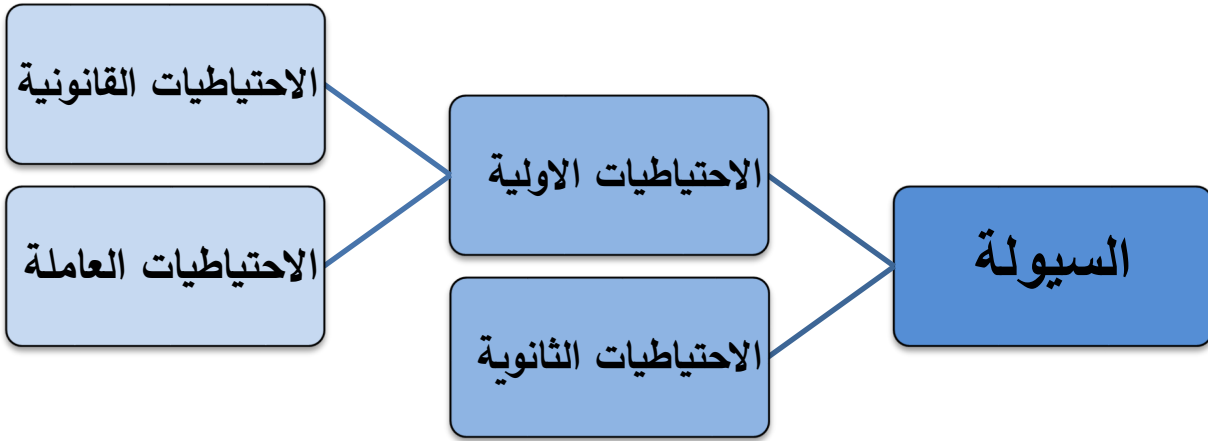 السيولة
الاحتياطيات الاولية
الاحتياطيات القانونية
الاحتياطيات العاملة
الاحتياطيات الثانوية